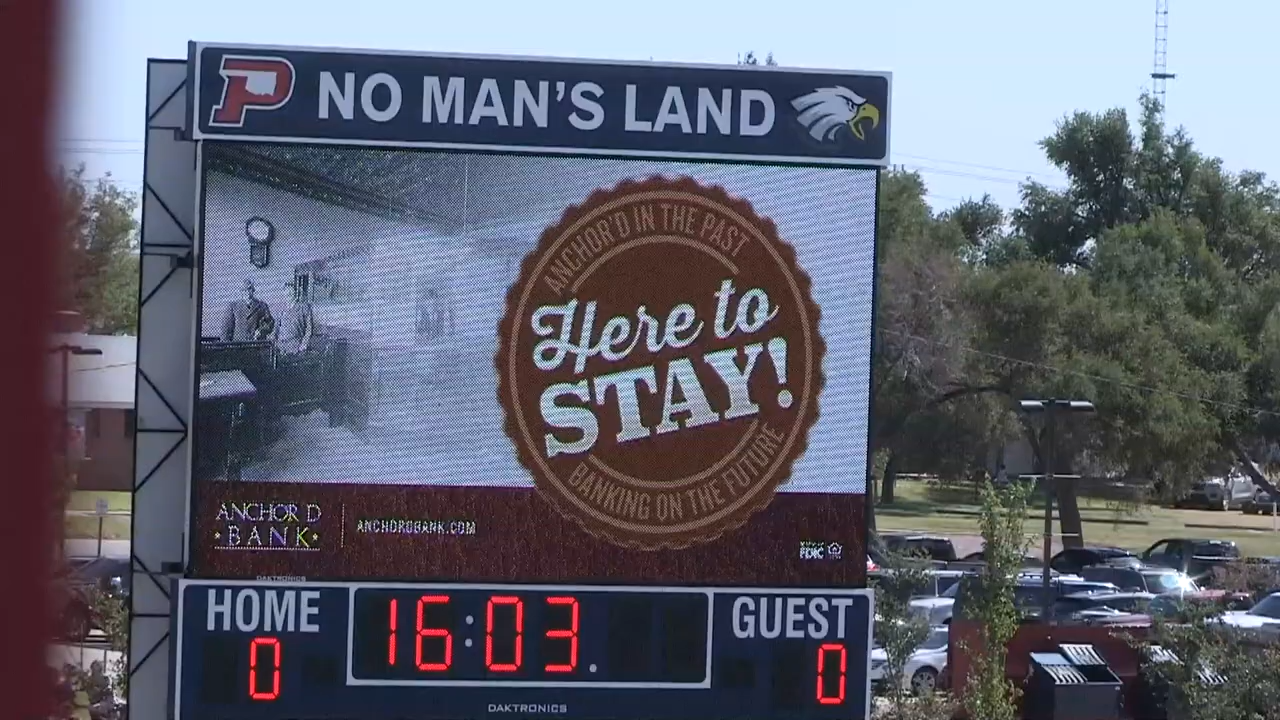 P NO MAN'S LAND
ANCHOR'D IN THE PAST
Here to
STAY!
BANKING ON THE FUTURE
ANCHOR D
BANK
ANCHORDBANK.COM
FDIC
DAKTRONICS
HOME
16:03.
GUEST
0
0
DAKTRONICS